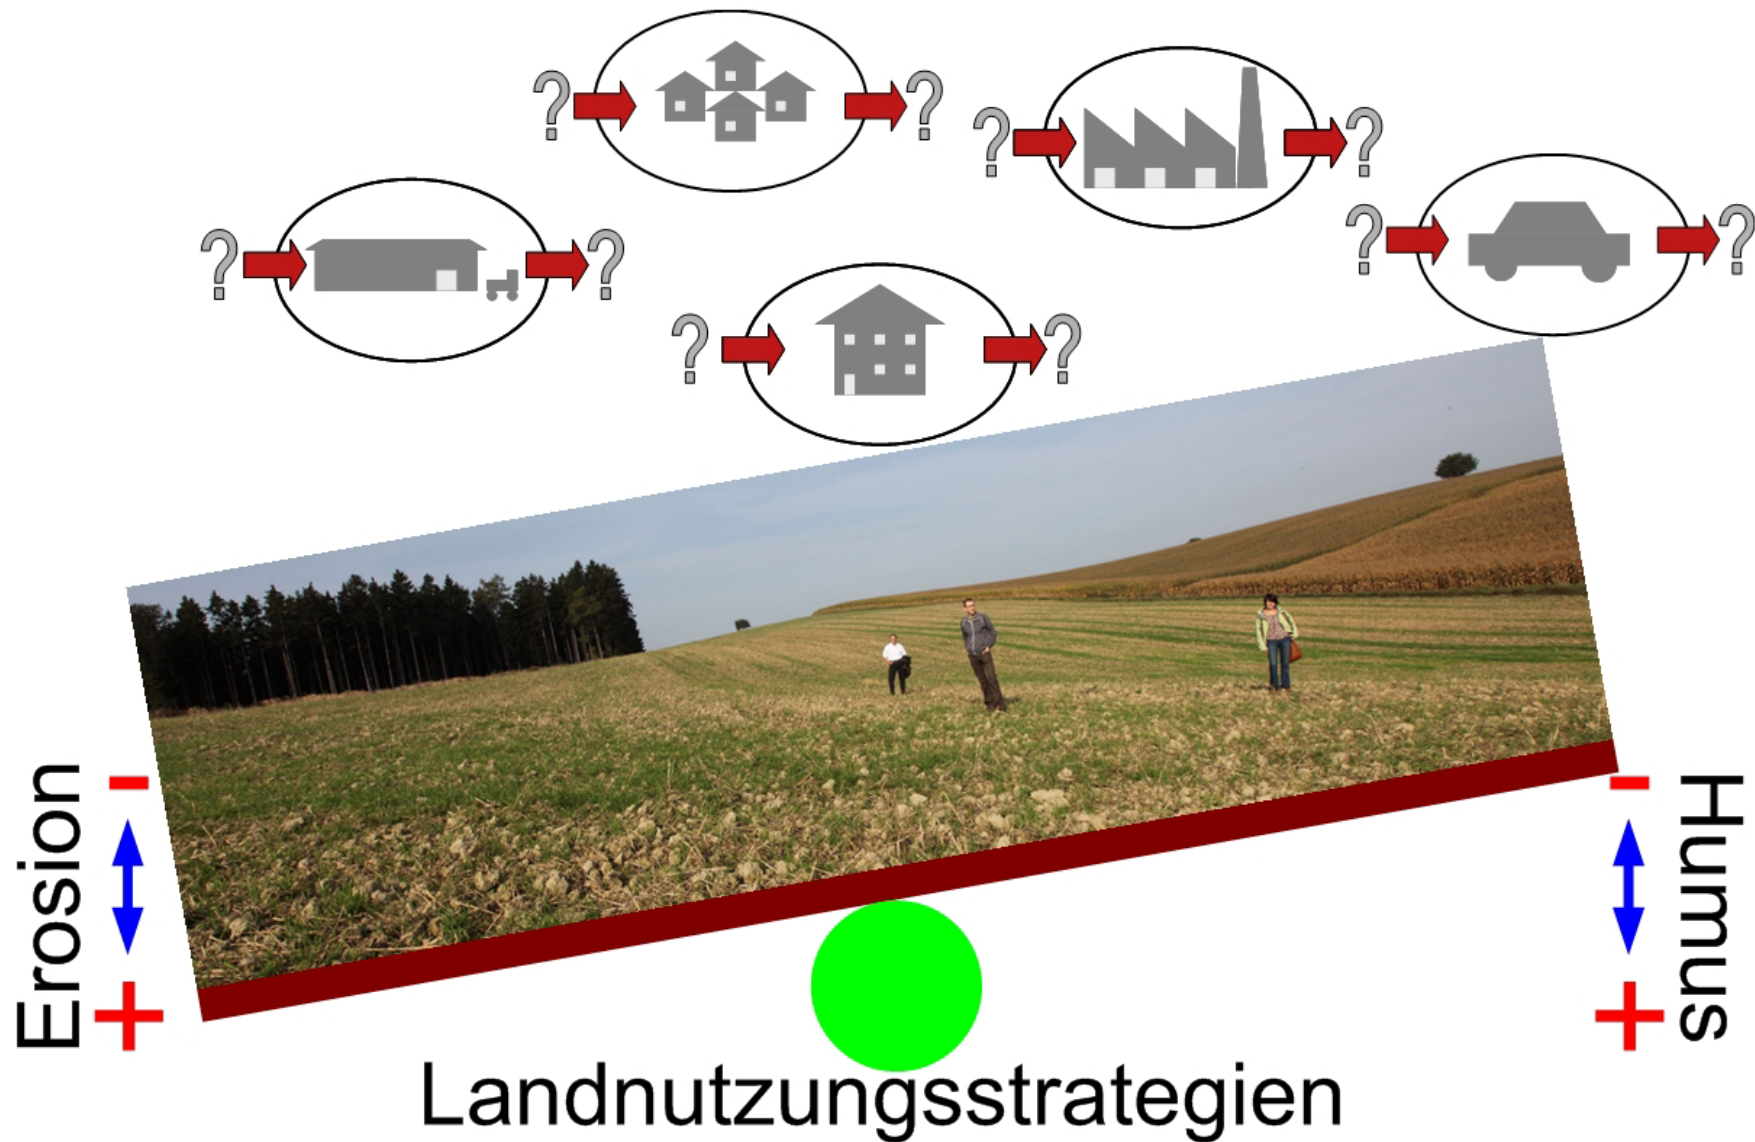 ? ?
? ?
? ?
? ?
? ?
Erosion
- +
Humus
- +
Landnutzungsstrategien